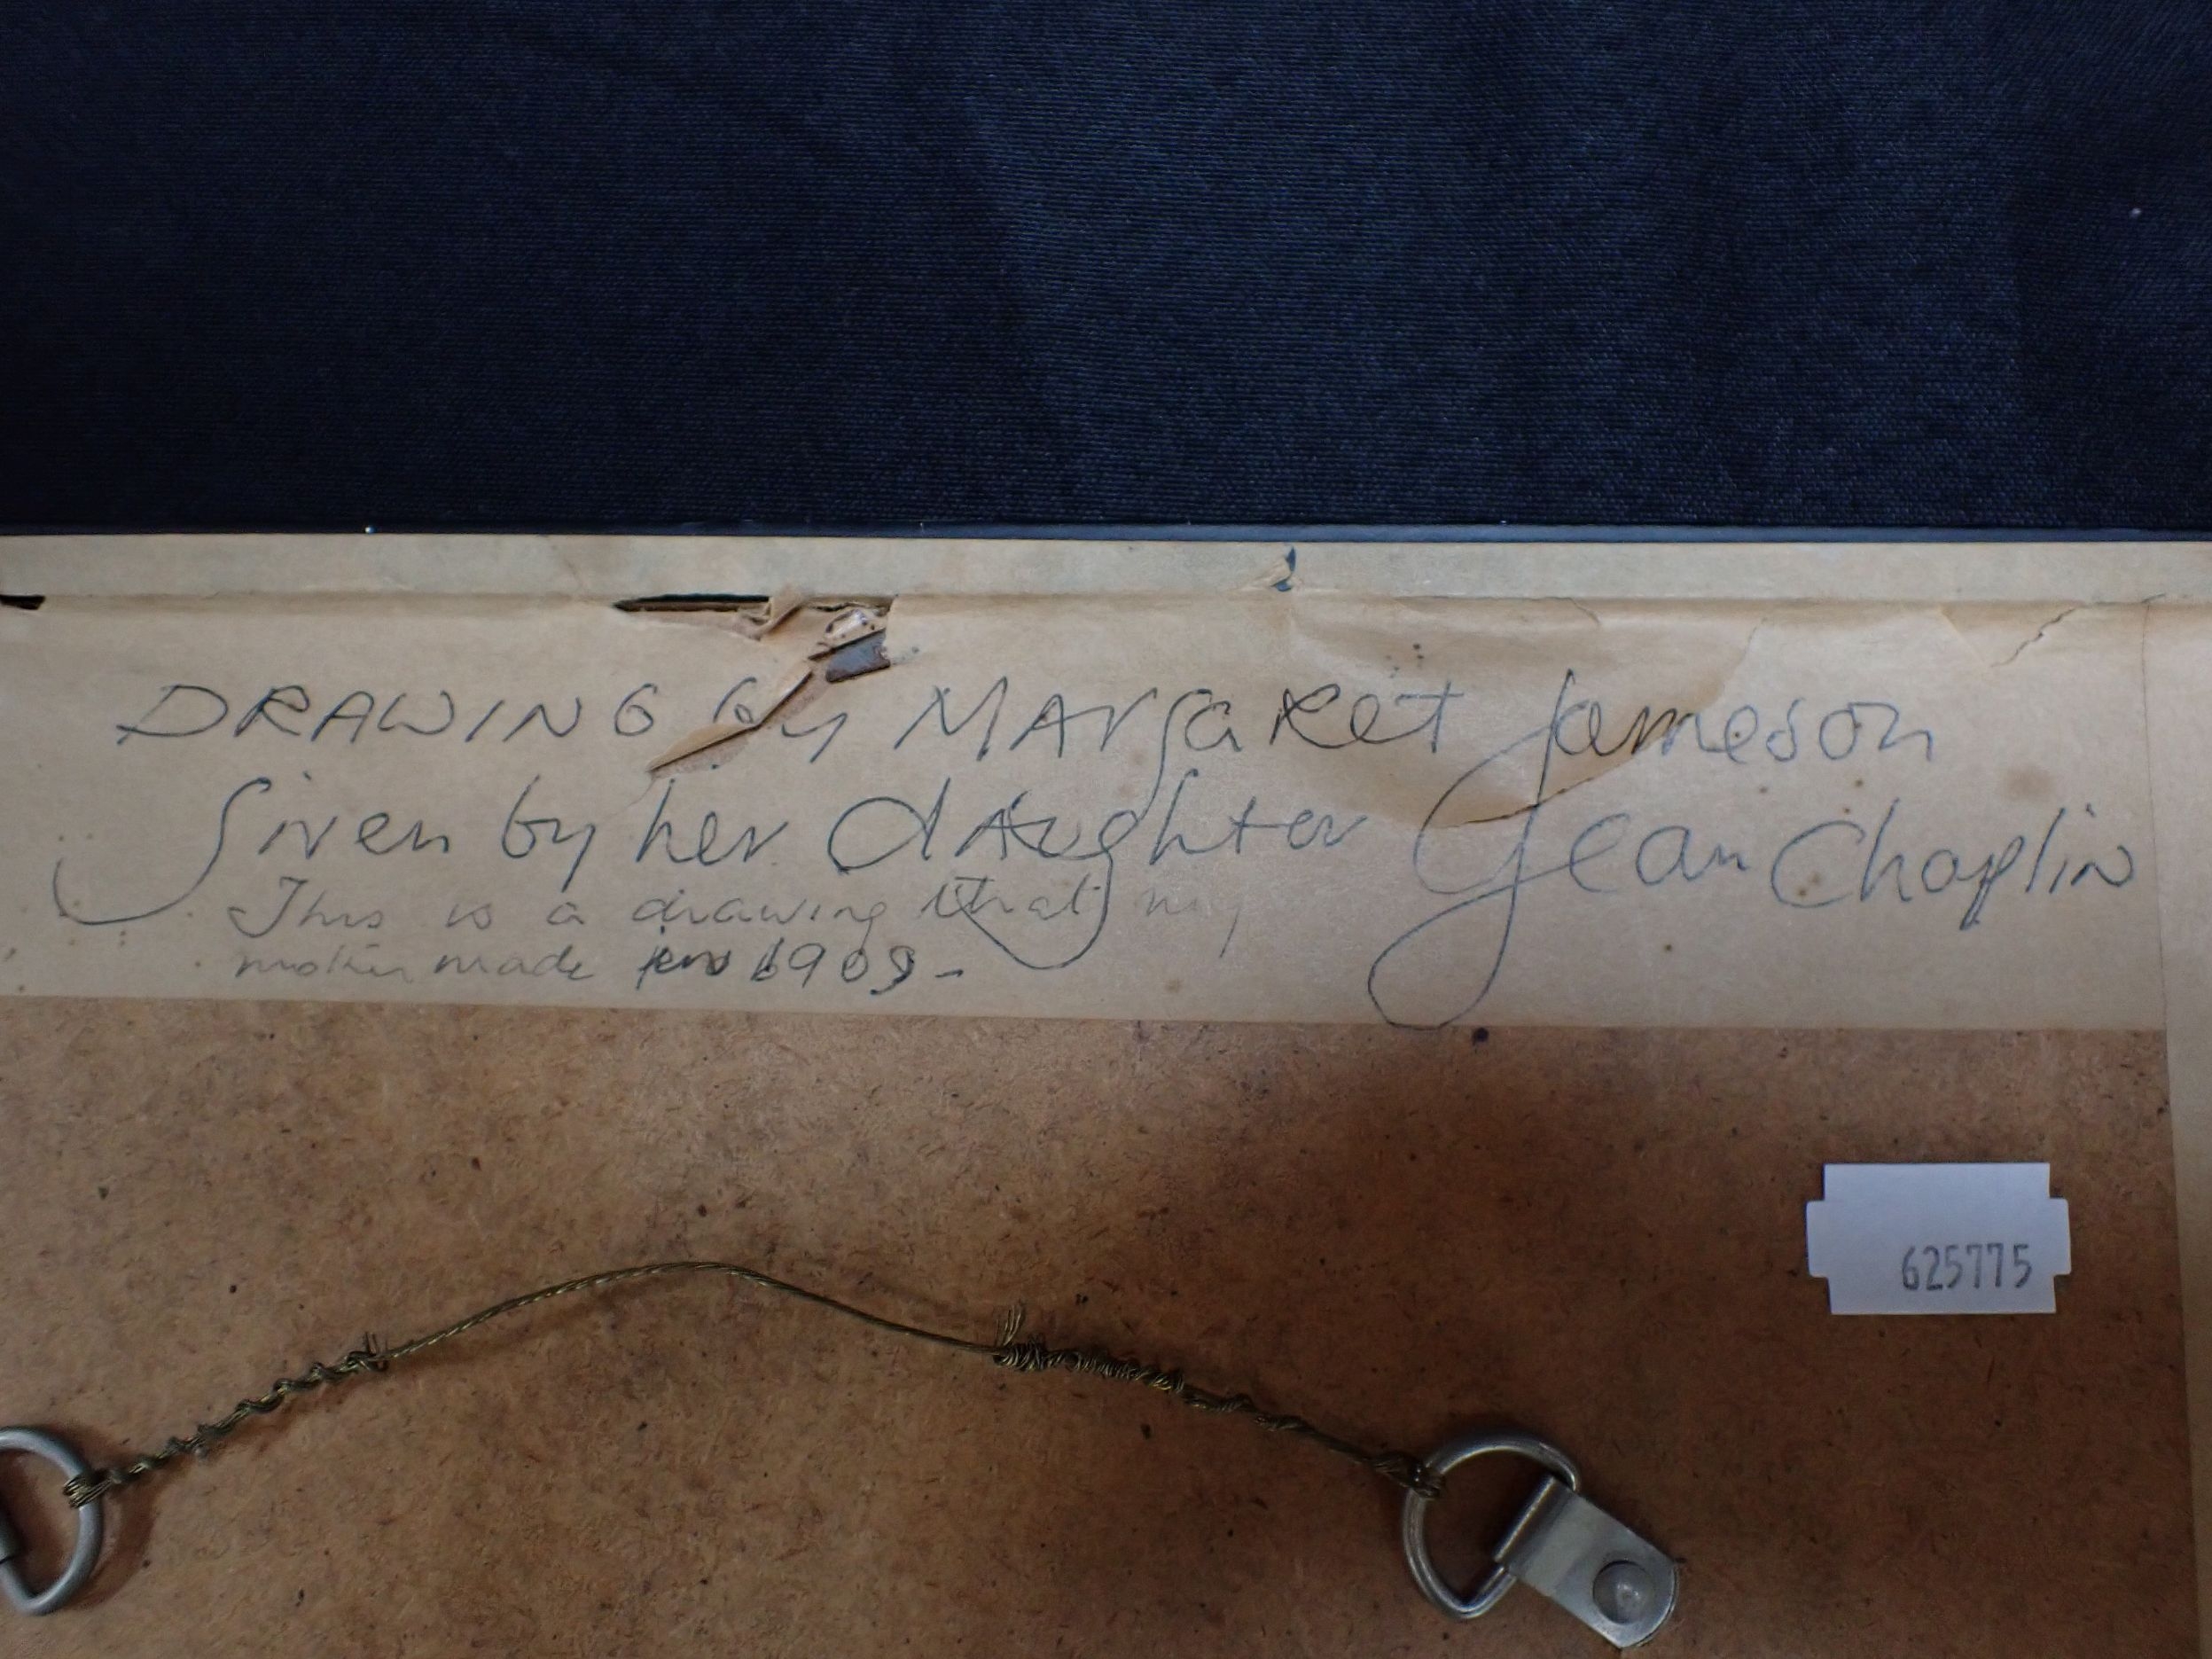 DRAWING by MARgaRet Jameson
Given by her daughter Jean Chaplin
This is a drawing that my
mother made in 1909-
625775